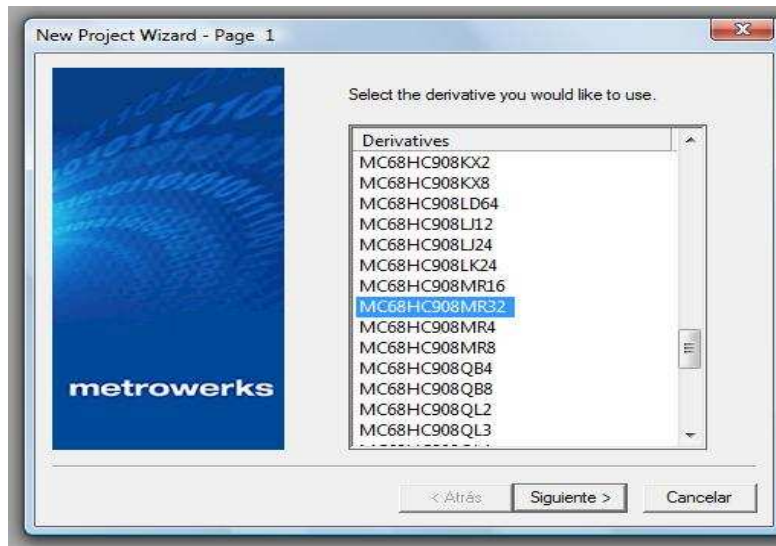 New Project Wizard - Page 1
Select the derivative you would like to use.
Derivatives
MC68HC908KX2
MC68HC908KX8
MC68HC908LD64
MC68HC908LJ12
MC68HC908LJ24
MC68HC908LK24
MC68HC908MR16
MC68HC908MR32
MC68HC908MR4
MC68HC908MR8
MC68HC908QB4
MC68HC908QB8
MC68HC908QL2
MC68HC908QL3
metrowerks
< Atrás
Siguiente >
Cancelar